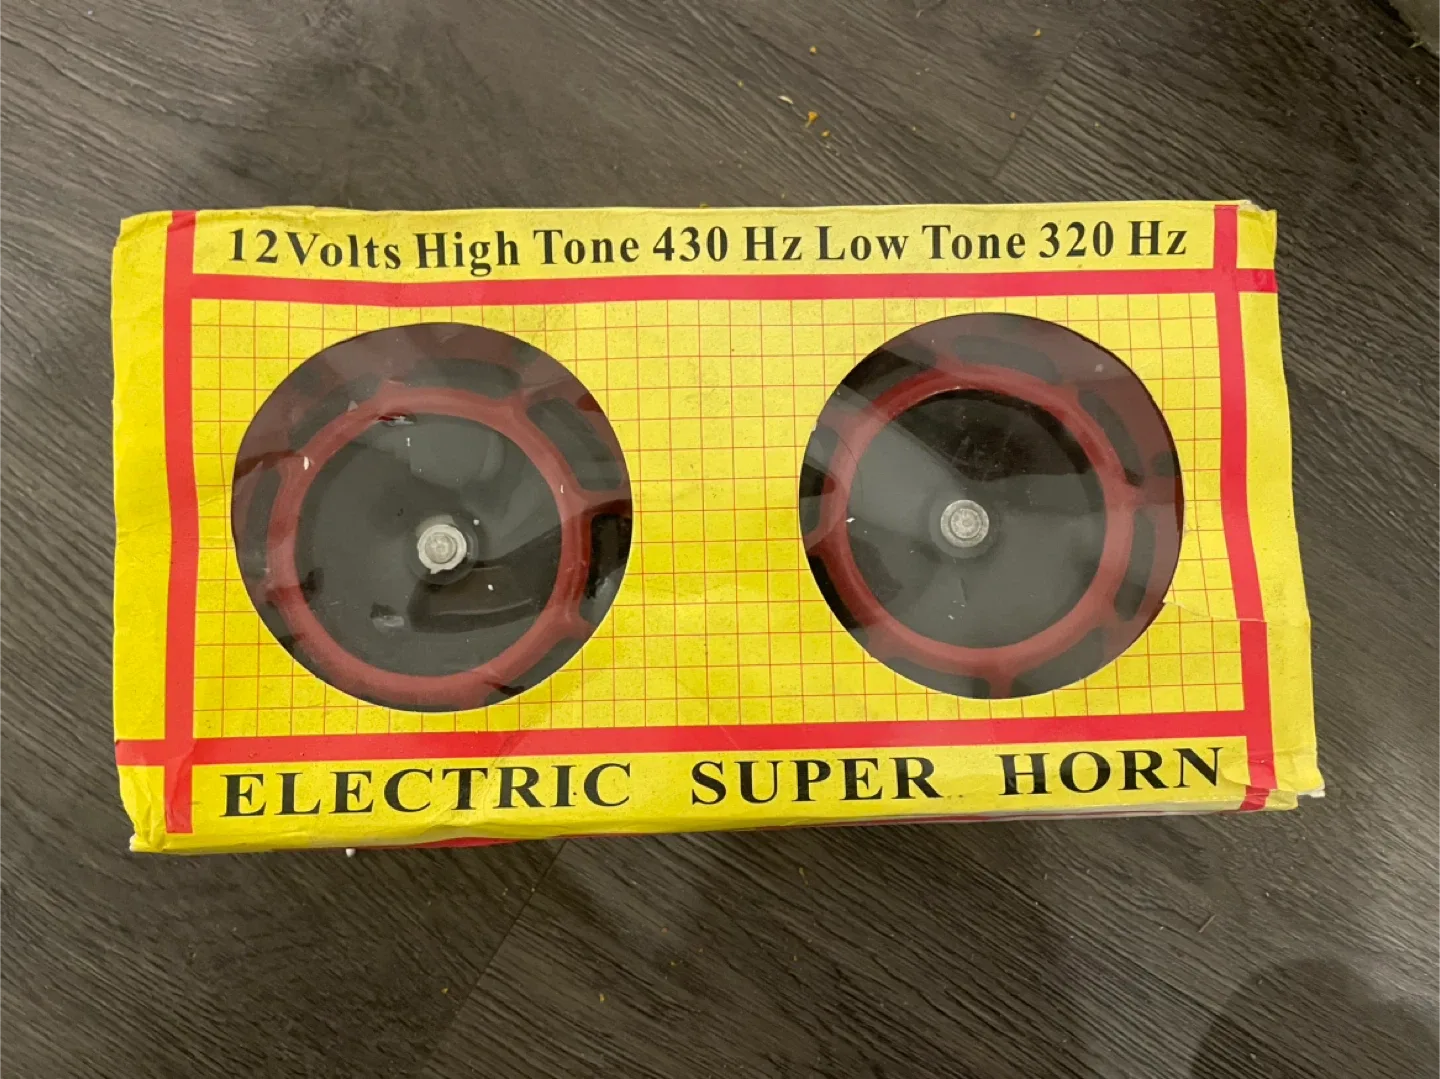 12Volts High Tone 430 Hz Low Tone 320 Hz
ELECTRIC SUPER HORN